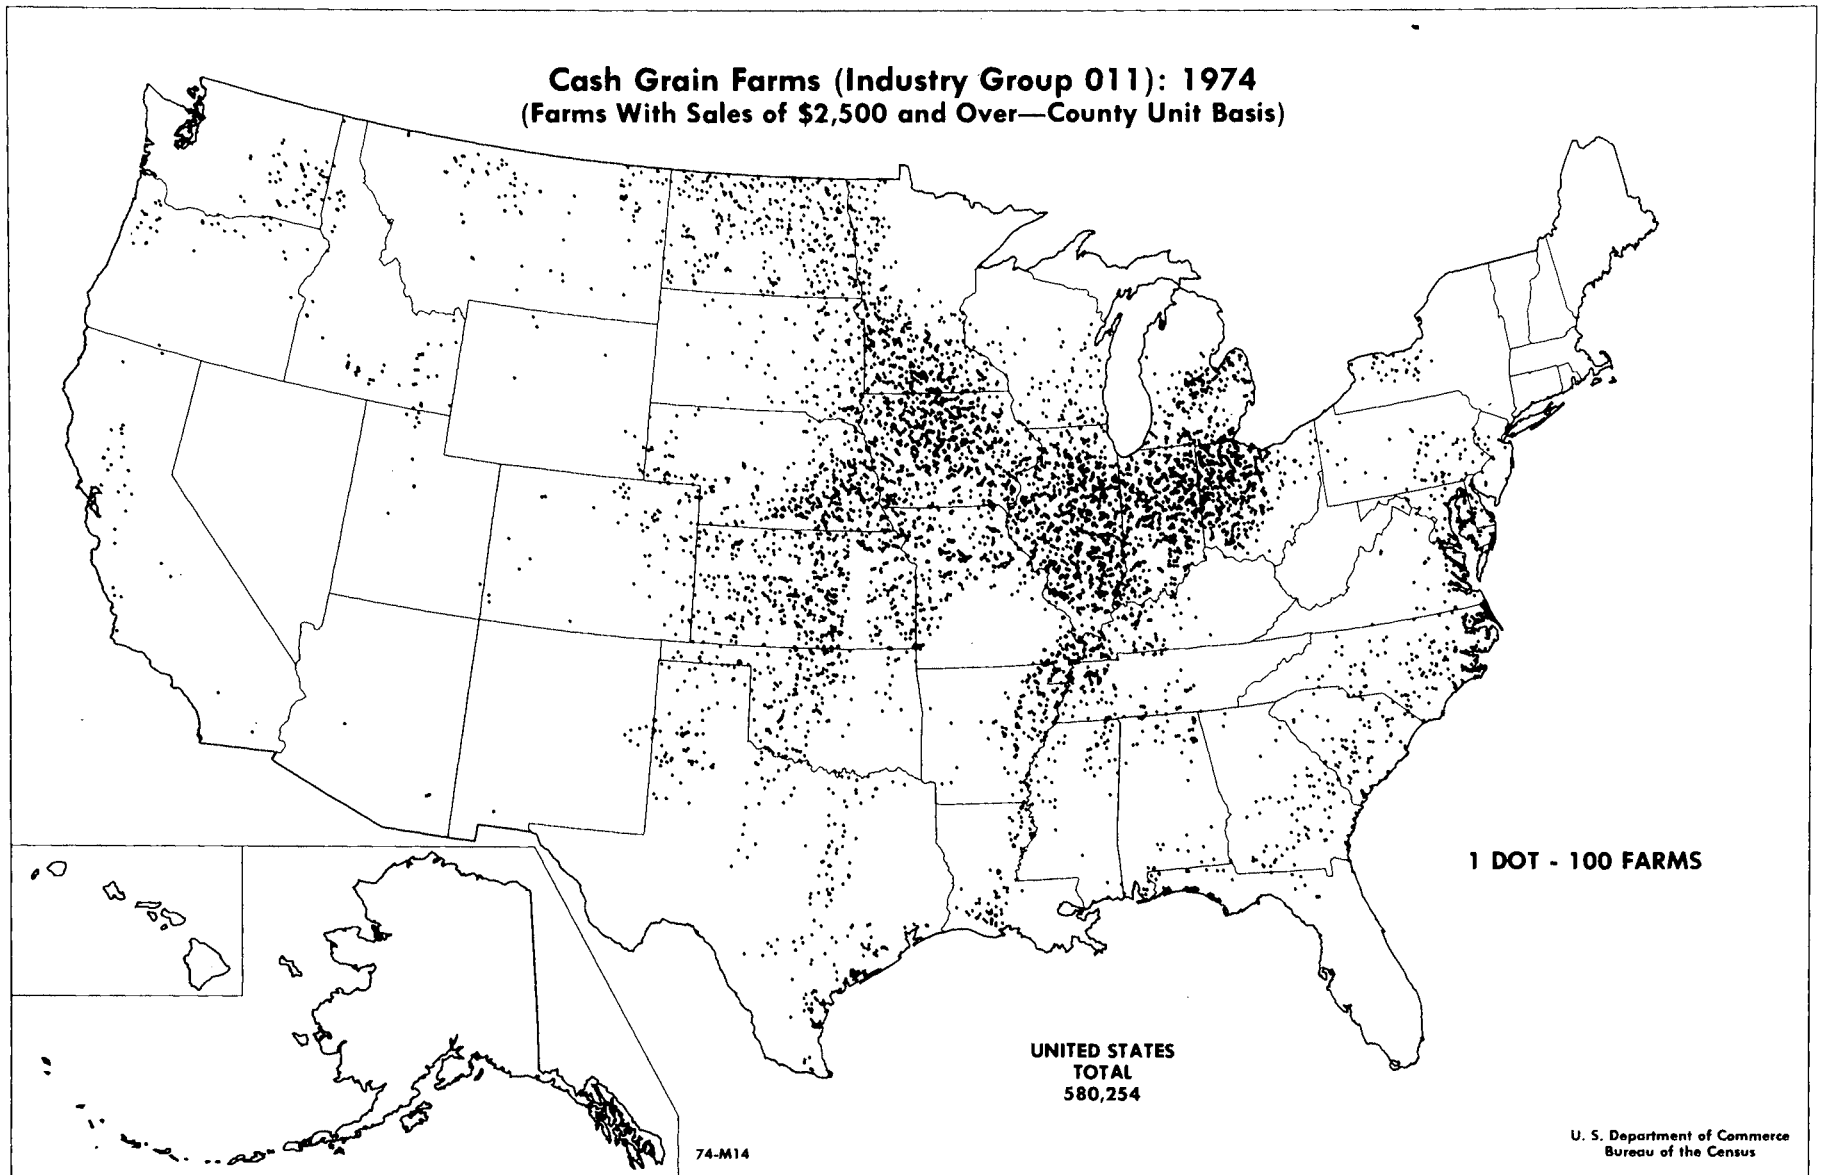 Cash Grain Farms (Industry Group 011): 1974
(Farms With Sales of $2,500 and Over—County Unit Basis)
1 DOT - 100 FARMS
UNITED STATES
TOTAL
580,254
74-M14
U. S. Department of Commerce
Bureau of the Census